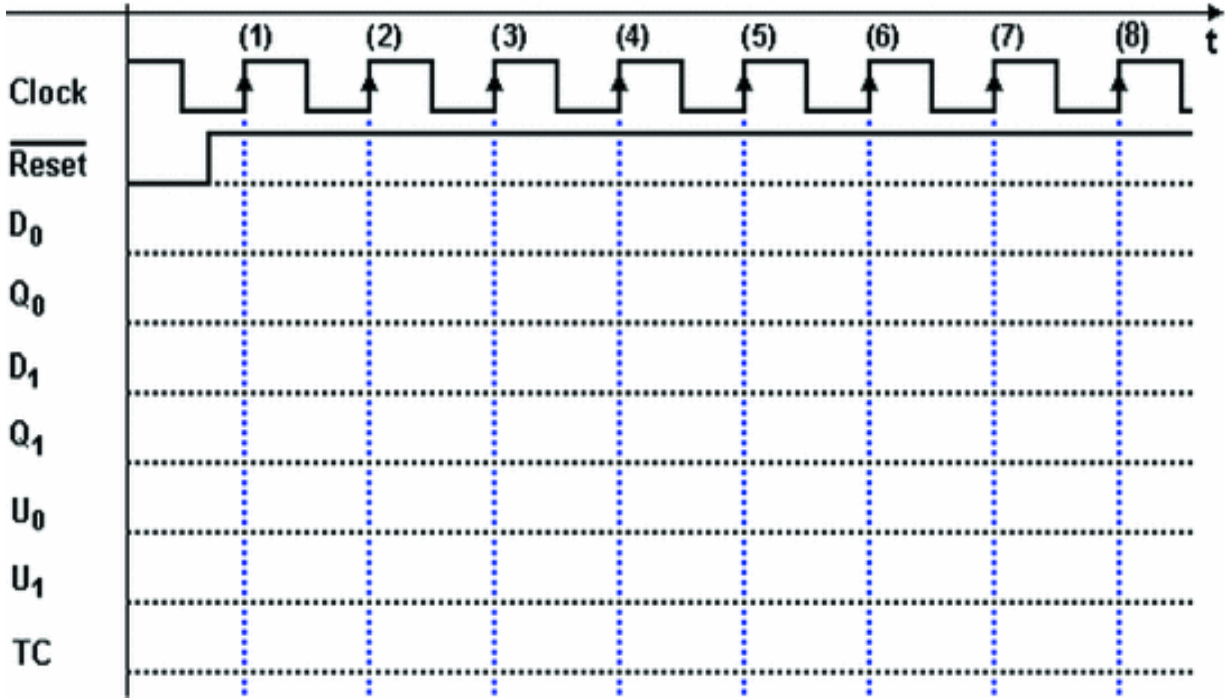 (1) (2) (3) (4) (5) (6) (7) (8) t
Clock
Reset
D0
Q0
D1
Q1
U0
U1
TC